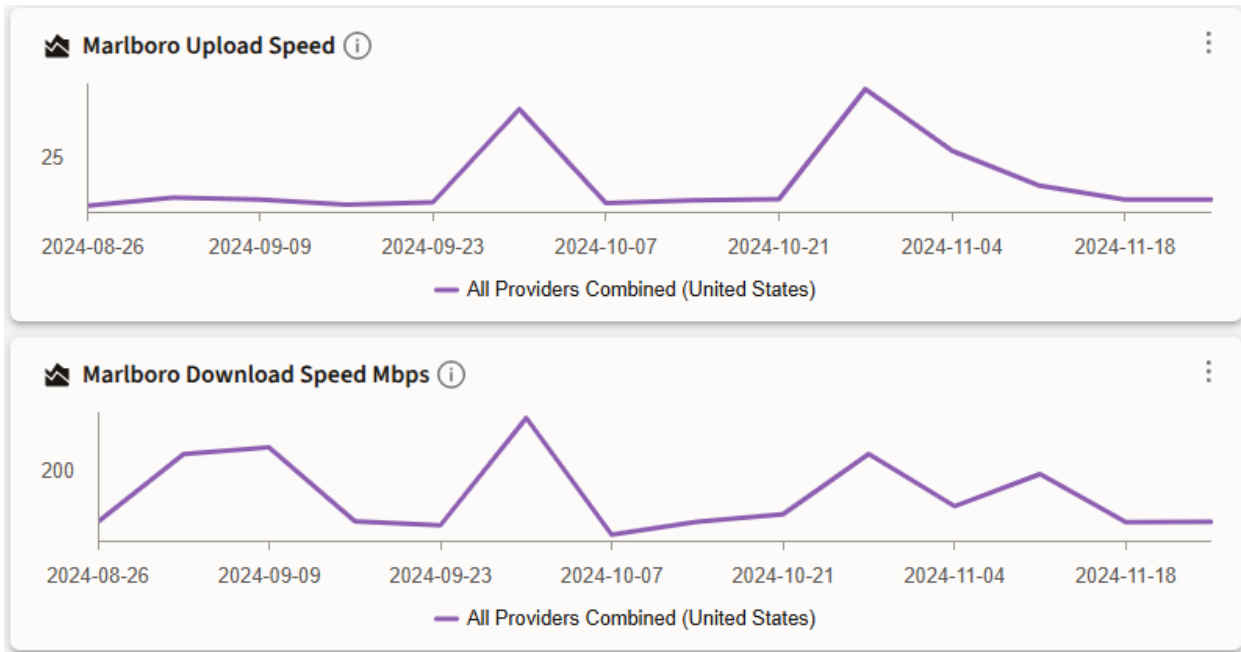 Marlboro Upload Speed
25
2024-08-26 2024-09-09 2024-09-23 2024-10-07 2024-10-21 2024-11-04 2024-11-18
All Providers Combined (United States)
Marlboro Download Speed Mbps
200
2024-08-26 2024-09-09 2024-09-23 2024-10-07 2024-10-21 2024-11-04 2024-11-18
All Providers Combined (United States)